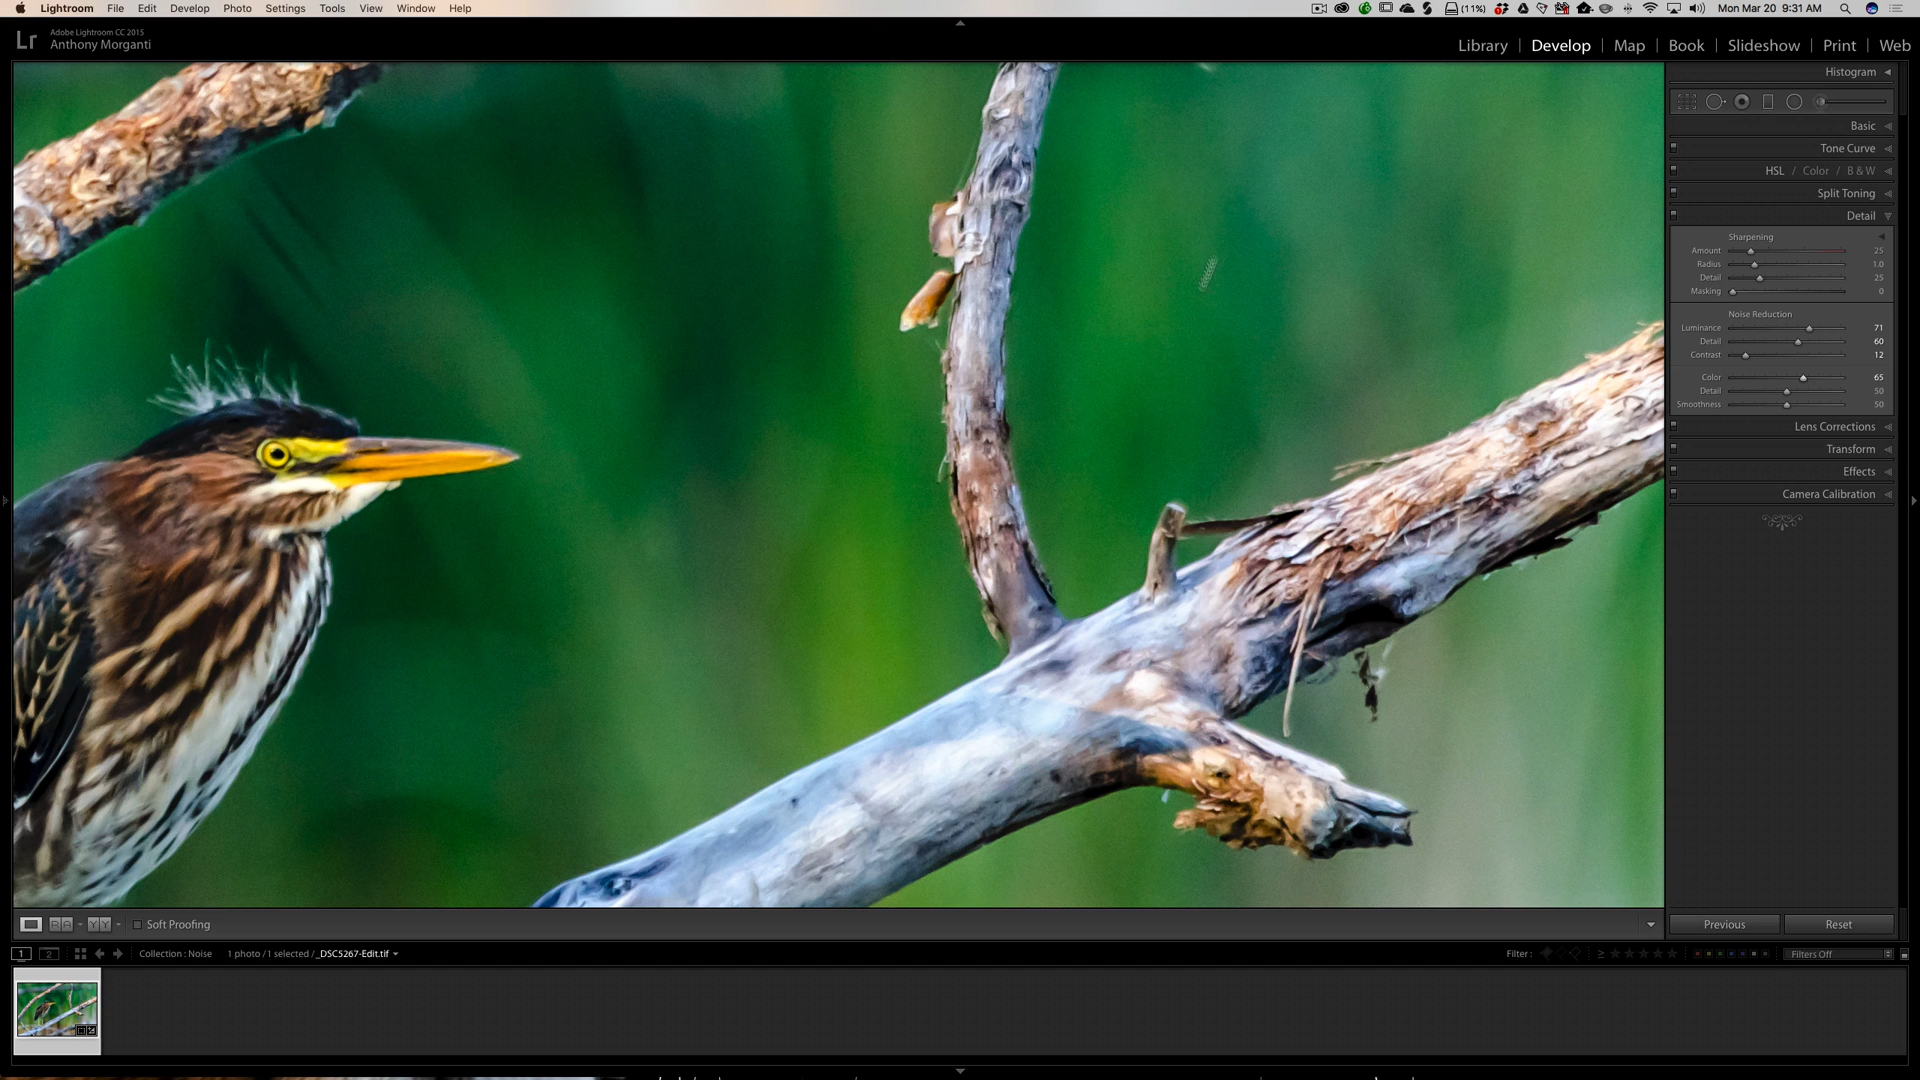 Lightroom File Edit Develop Photo Settings Tools View Window Help (11%) Mon Mar 20 9:31 AM
Lr
Adobe Lightroom CC 2015
Anthony Morganti
Library | Develop | Map | Book | Slideshow | Print | Web
Histogram
Basic
Tone Curve
HSL / Color / B & W
Split Toning
Detail
Sharpening
Amount 25
Radius 1.0
Detail 25
Masking 0
Noise Reduction
Luminance 71
Detail 60
Contrast 12
Color 65
Detail 50
Smoothness 50
Lens Corrections
Transform
Effects
Camera Calibration
R A Y Y Soft Proofing
Previous Reset
1 2 Collection : Noise 1 photo / 1 selected / _DSC5267-Edit.tif Filter : ≥ Filters Off